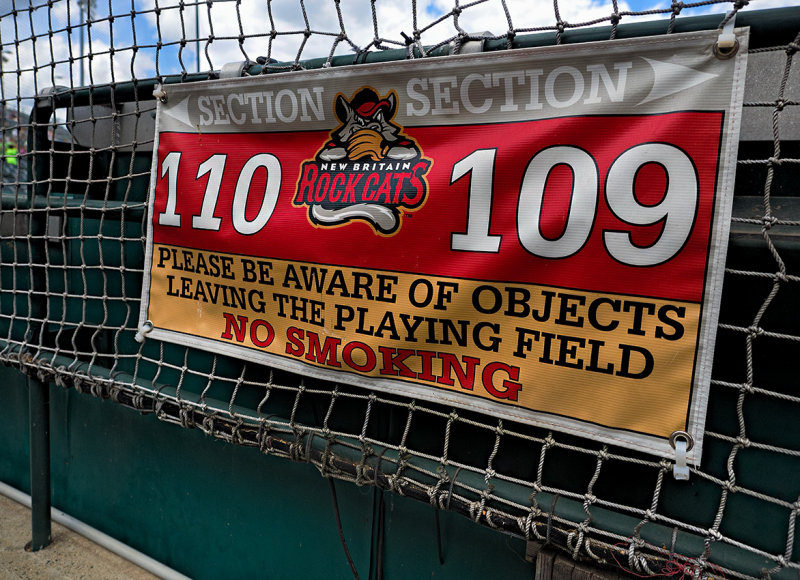 SECTION SECTION
110 109
NEW BRITAIN
ROCK CATS
TM
PLEASE BE AWARE OF OBJECTS
LEAVING THE PLAYING FIELD
NO SMOKING